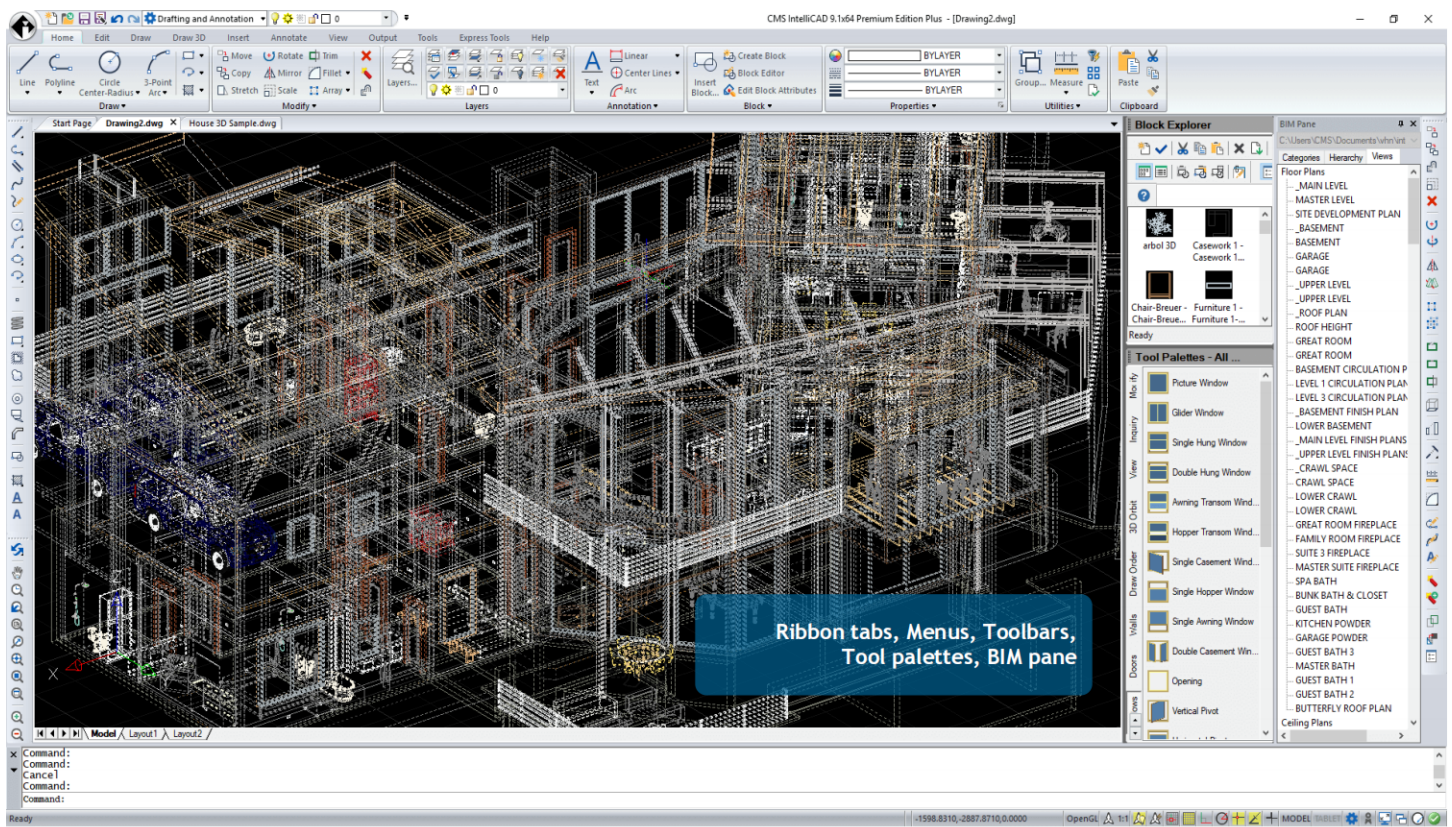 Drafting and Annotation
0
CMS IntelliCAD 9.1x64 Premium Edition Plus - [Drawing2.dwg]
Home Edit Draw Draw 3D Insert Annotate View Output Tools Express Tools Help
Line Polyline Circle Center-Radius 3-Point Arc
Draw
Move Rotate Trim
Copy Mirror Fillet
Stretch Scale Array
Modify
Layers...
0
Layers
Text
Linear
Center Lines
Arc
Annotation
Insert Block...
Create Block
Block Editor
Edit Block Attributes
Block
BYLAYER
BYLAYER
BYLAYER
Properties
Group... Measure
Utilities
Paste
Clipboard
Start Page Drawing2.dwg X House 3D Sample.dwg
X
Ribbon tabs, Menus, Toolbars,
Tool palettes, BIM pane
Model Layout1 Layout2
Block Explorer
arbol 3D Casework 1 -
Casework 1...
Chair-Breuer - Furniture 1 -
Chair-Breue... Furniture 1-...
Ready
Tool Palettes - All ...
Modify
Inquiry
View
3D Orbit
Draw Order
Walls
Doors
Picture Window
Glider Window
Single Hung Window
Double Hung Window
Awning Transom Wind...
Hopper Transom Wind...
Single Casement Wind...
Single Hopper Window
Single Awning Window
Double Casement Win...
Opening
Vertical Pivot
BIM Pane
C:\Users\CMS\Documents\vhn\int
Categories Hierarchy Views
Floor Plans
_MAIN LEVEL
MASTER LEVEL
SITE DEVELOPMENT PLAN
_BASEMENT
BASEMENT
GARAGE
GARAGE
_UPPER LEVEL
_UPPER LEVEL
_ROOF PLAN
ROOF HEIGHT
GREAT ROOM
GREAT ROOM
BASEMENT CIRCULATION P
LEVEL 1 CIRCULATION PLAN
LEVEL 3 CIRCULATION PLAN
_BASEMENT FINISH PLAN
LOWER BASEMENT
_MAIN LEVEL FINISH PLANS
_UPPER LEVEL FINISH PLANS
_CRAWL SPACE
CRAWL SPACE
LOWER CRAWL
LOWER CRAWL
GREAT ROOM FIREPLACE
FAMILY ROOM FIREPLACE
SUITE 3 FIREPLACE
MASTER SUITE FIREPLACE
SPA BATH
BUNK BATH & CLOSET
GUEST BATH
KITCHEN POWDER
GARAGE POWDER
GUEST BATH 3
MASTER BATH
GUEST BATH 1
GUEST BATH 2
BUTTERFLY ROOF PLAN
Ceiling Plans
Command:
Command:
Cancel
Command:
Command:
Ready
-1598.8310,-2887.8710,0.0000 OpenGL 1:1 MODEL TABLET